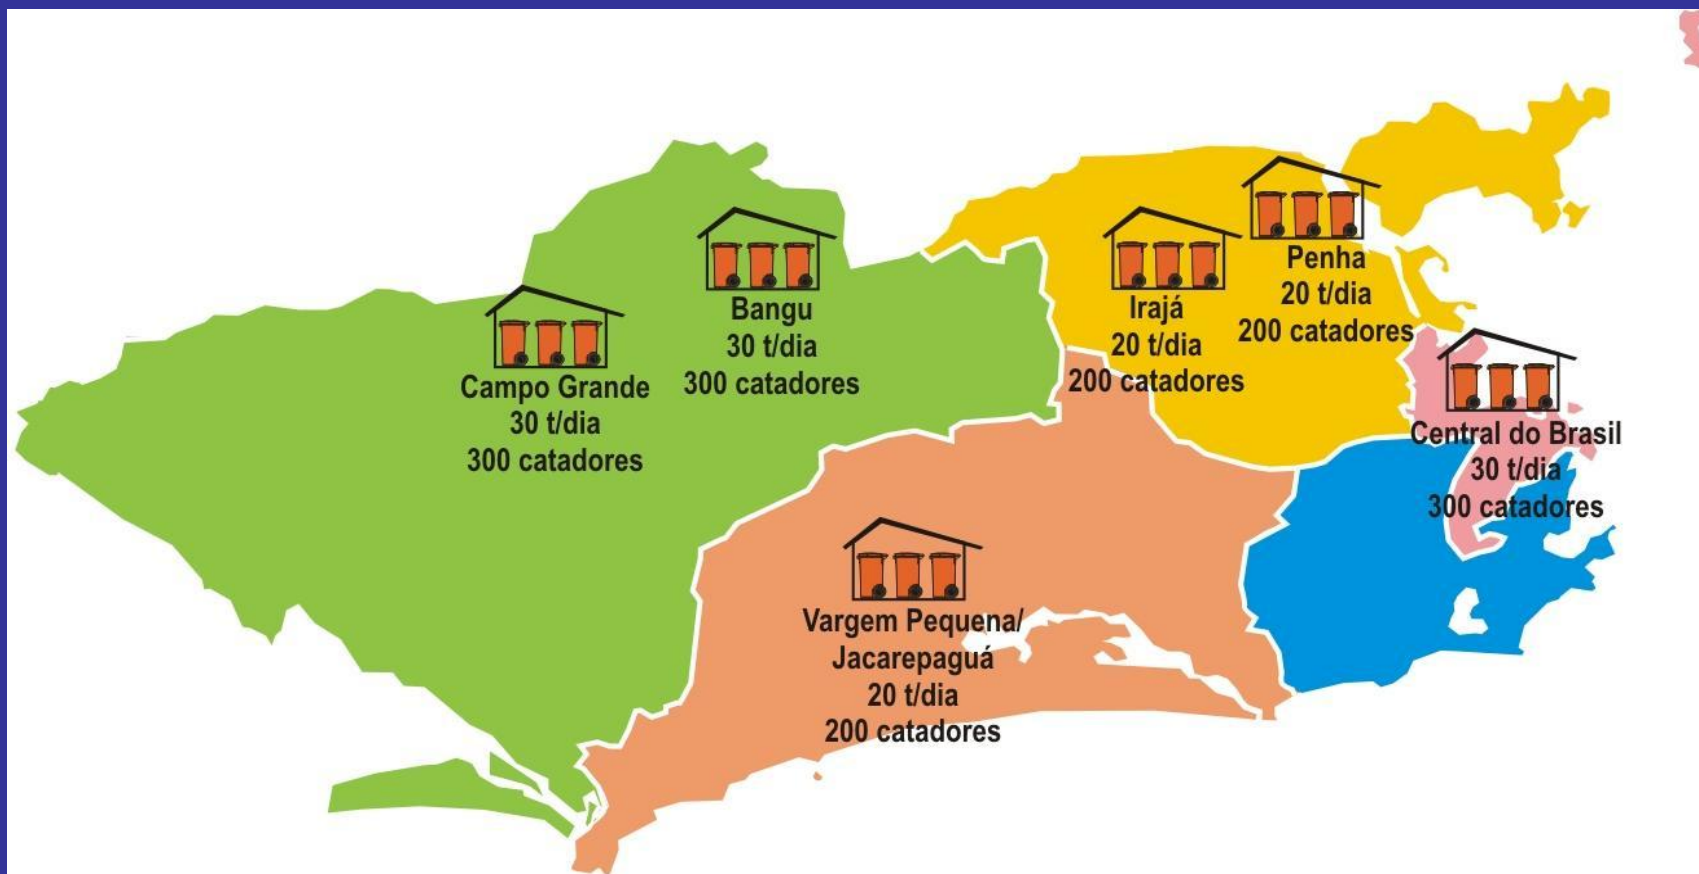 Penha
20 t/dia
200 catadores
Irajá
20 t/dia
200 catadores
Bangu
30 t/dia
300 catadores
Campo Grande
30 t/dia
300 catadores
Central do Brasil
30 t/dia
300 catadores
Vargem Pequena/
Jacarepaguá
20 t/dia
200 catadores